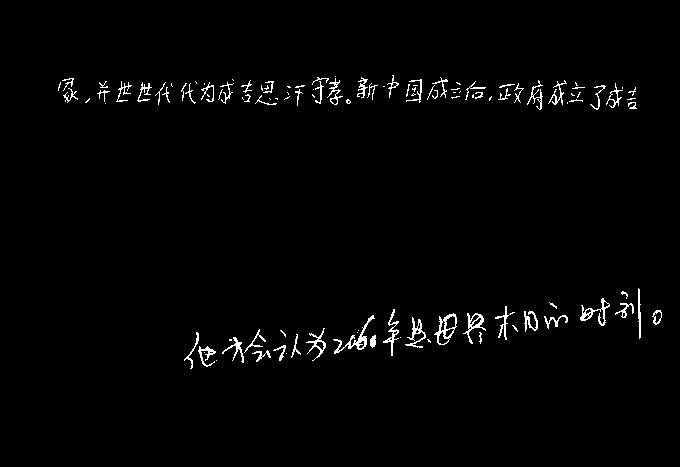 家,并世世代代为成吉思汗守孝。新中国成立后,政府成立了成吉
他才会认为2060年是世界末日的时刻。